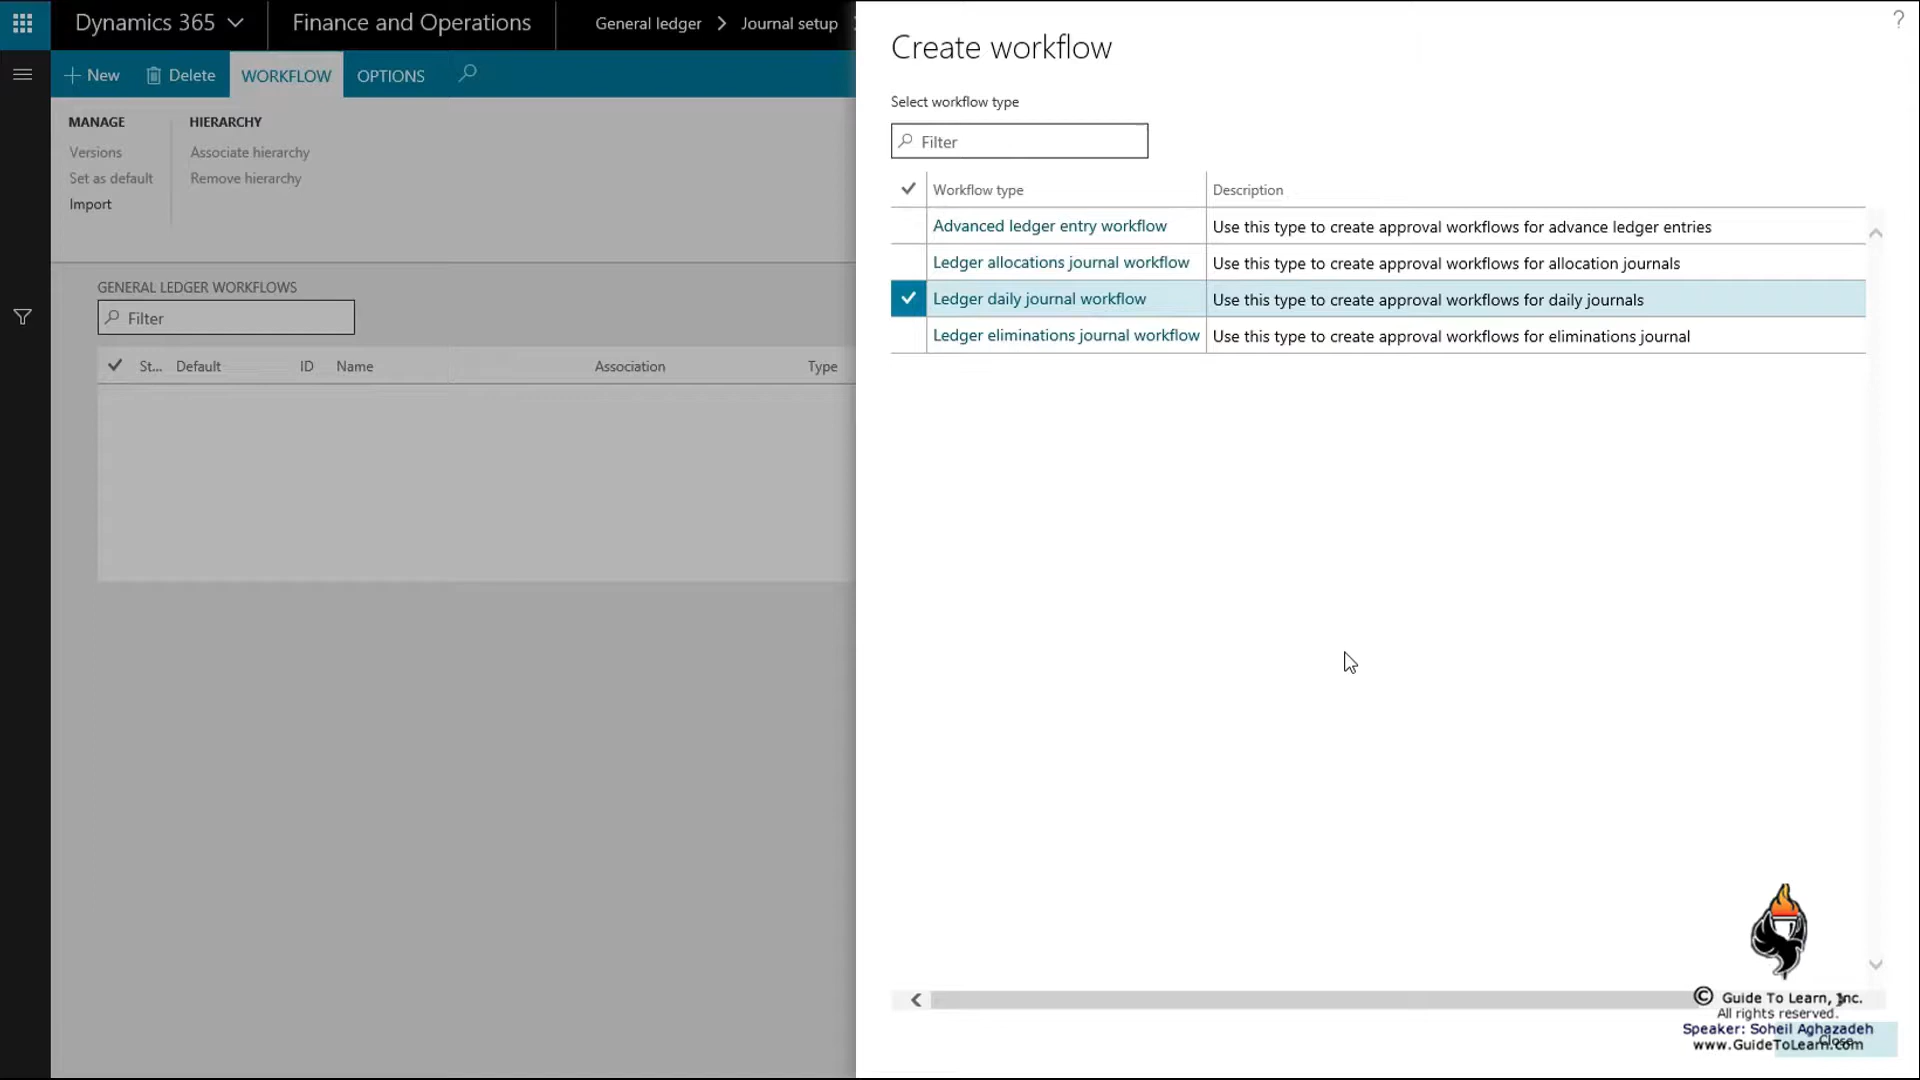 Dynamics 365
Finance and Operations
General ledger
Journal setup
?
Create workflow
New
Delete
WORKFLOW
OPTIONS
MANAGE
HIERARCHY
Versions
Associate hierarchy
Set as default
Remove hierarchy
Import
Select workflow type
Filter
Workflow type
Description
Advanced ledger entry workflow
Use this type to create approval workflows for advance ledger entries
Ledger allocations journal workflow
Use this type to create approval workflows for allocation journals
Ledger daily journal workflow
Use this type to create approval workflows for daily journals
Ledger eliminations journal workflow
Use this type to create approval workflows for eliminations journal
GENERAL LEDGER WORKFLOWS
Filter
St...
Default
ID
Name
Association
Type
© Guide To Learn, Inc.
All rights reserved.
Speaker: Soheil Aghazadeh
www.GuideToLearn.com
Close